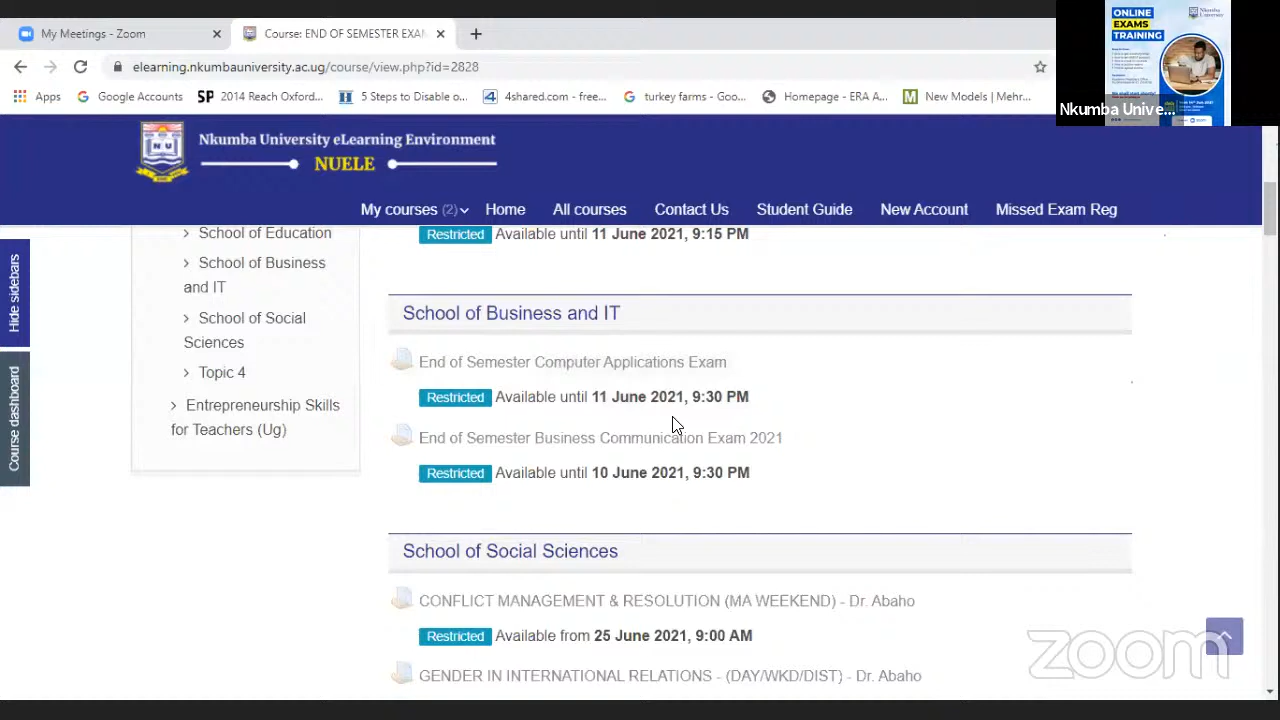 My Meetings - Zoom
Course: END OF SEMESTER EXAM
elearning.nkumbauniversity.ac.ug/course/view.php 828
Apps
Google Accounts
SP 2014 React Oxford...
5 Steps to Become o...
4shared.com - free...
turkey
Homepage - ERA A...
New Models | Mehr...
ONLINE
EXAMS
TRAINING
Nkumba
University
Nkumba Unive...
Nkumba University eLearning Environment
NUELE
My courses (2)
Home
All courses
Contact Us
Student Guide
New Account
Missed Exam Reg
Hide sidebars
Course dashboard
School of Education
School of Business
and IT
School of Social
Sciences
Topic 4
Entrepreneurship Skills
for Teachers (Ug)
Restricted Available until 11 June 2021, 9:15 PM
School of Business and IT
End of Semester Computer Applications Exam
Restricted Available until 11 June 2021, 9:30 PM
End of Semester Business Communication Exam 2021
Restricted Available until 10 June 2021, 9:30 PM
School of Social Sciences
CONFLICT MANAGEMENT & RESOLUTION (MA WEEKEND) - Dr. Abaho
Restricted Available from 25 June 2021, 9:00 AM
GENDER IN INTERNATIONAL RELATIONS - (DAY/WKD/DIST) - Dr. Abaho
zoom